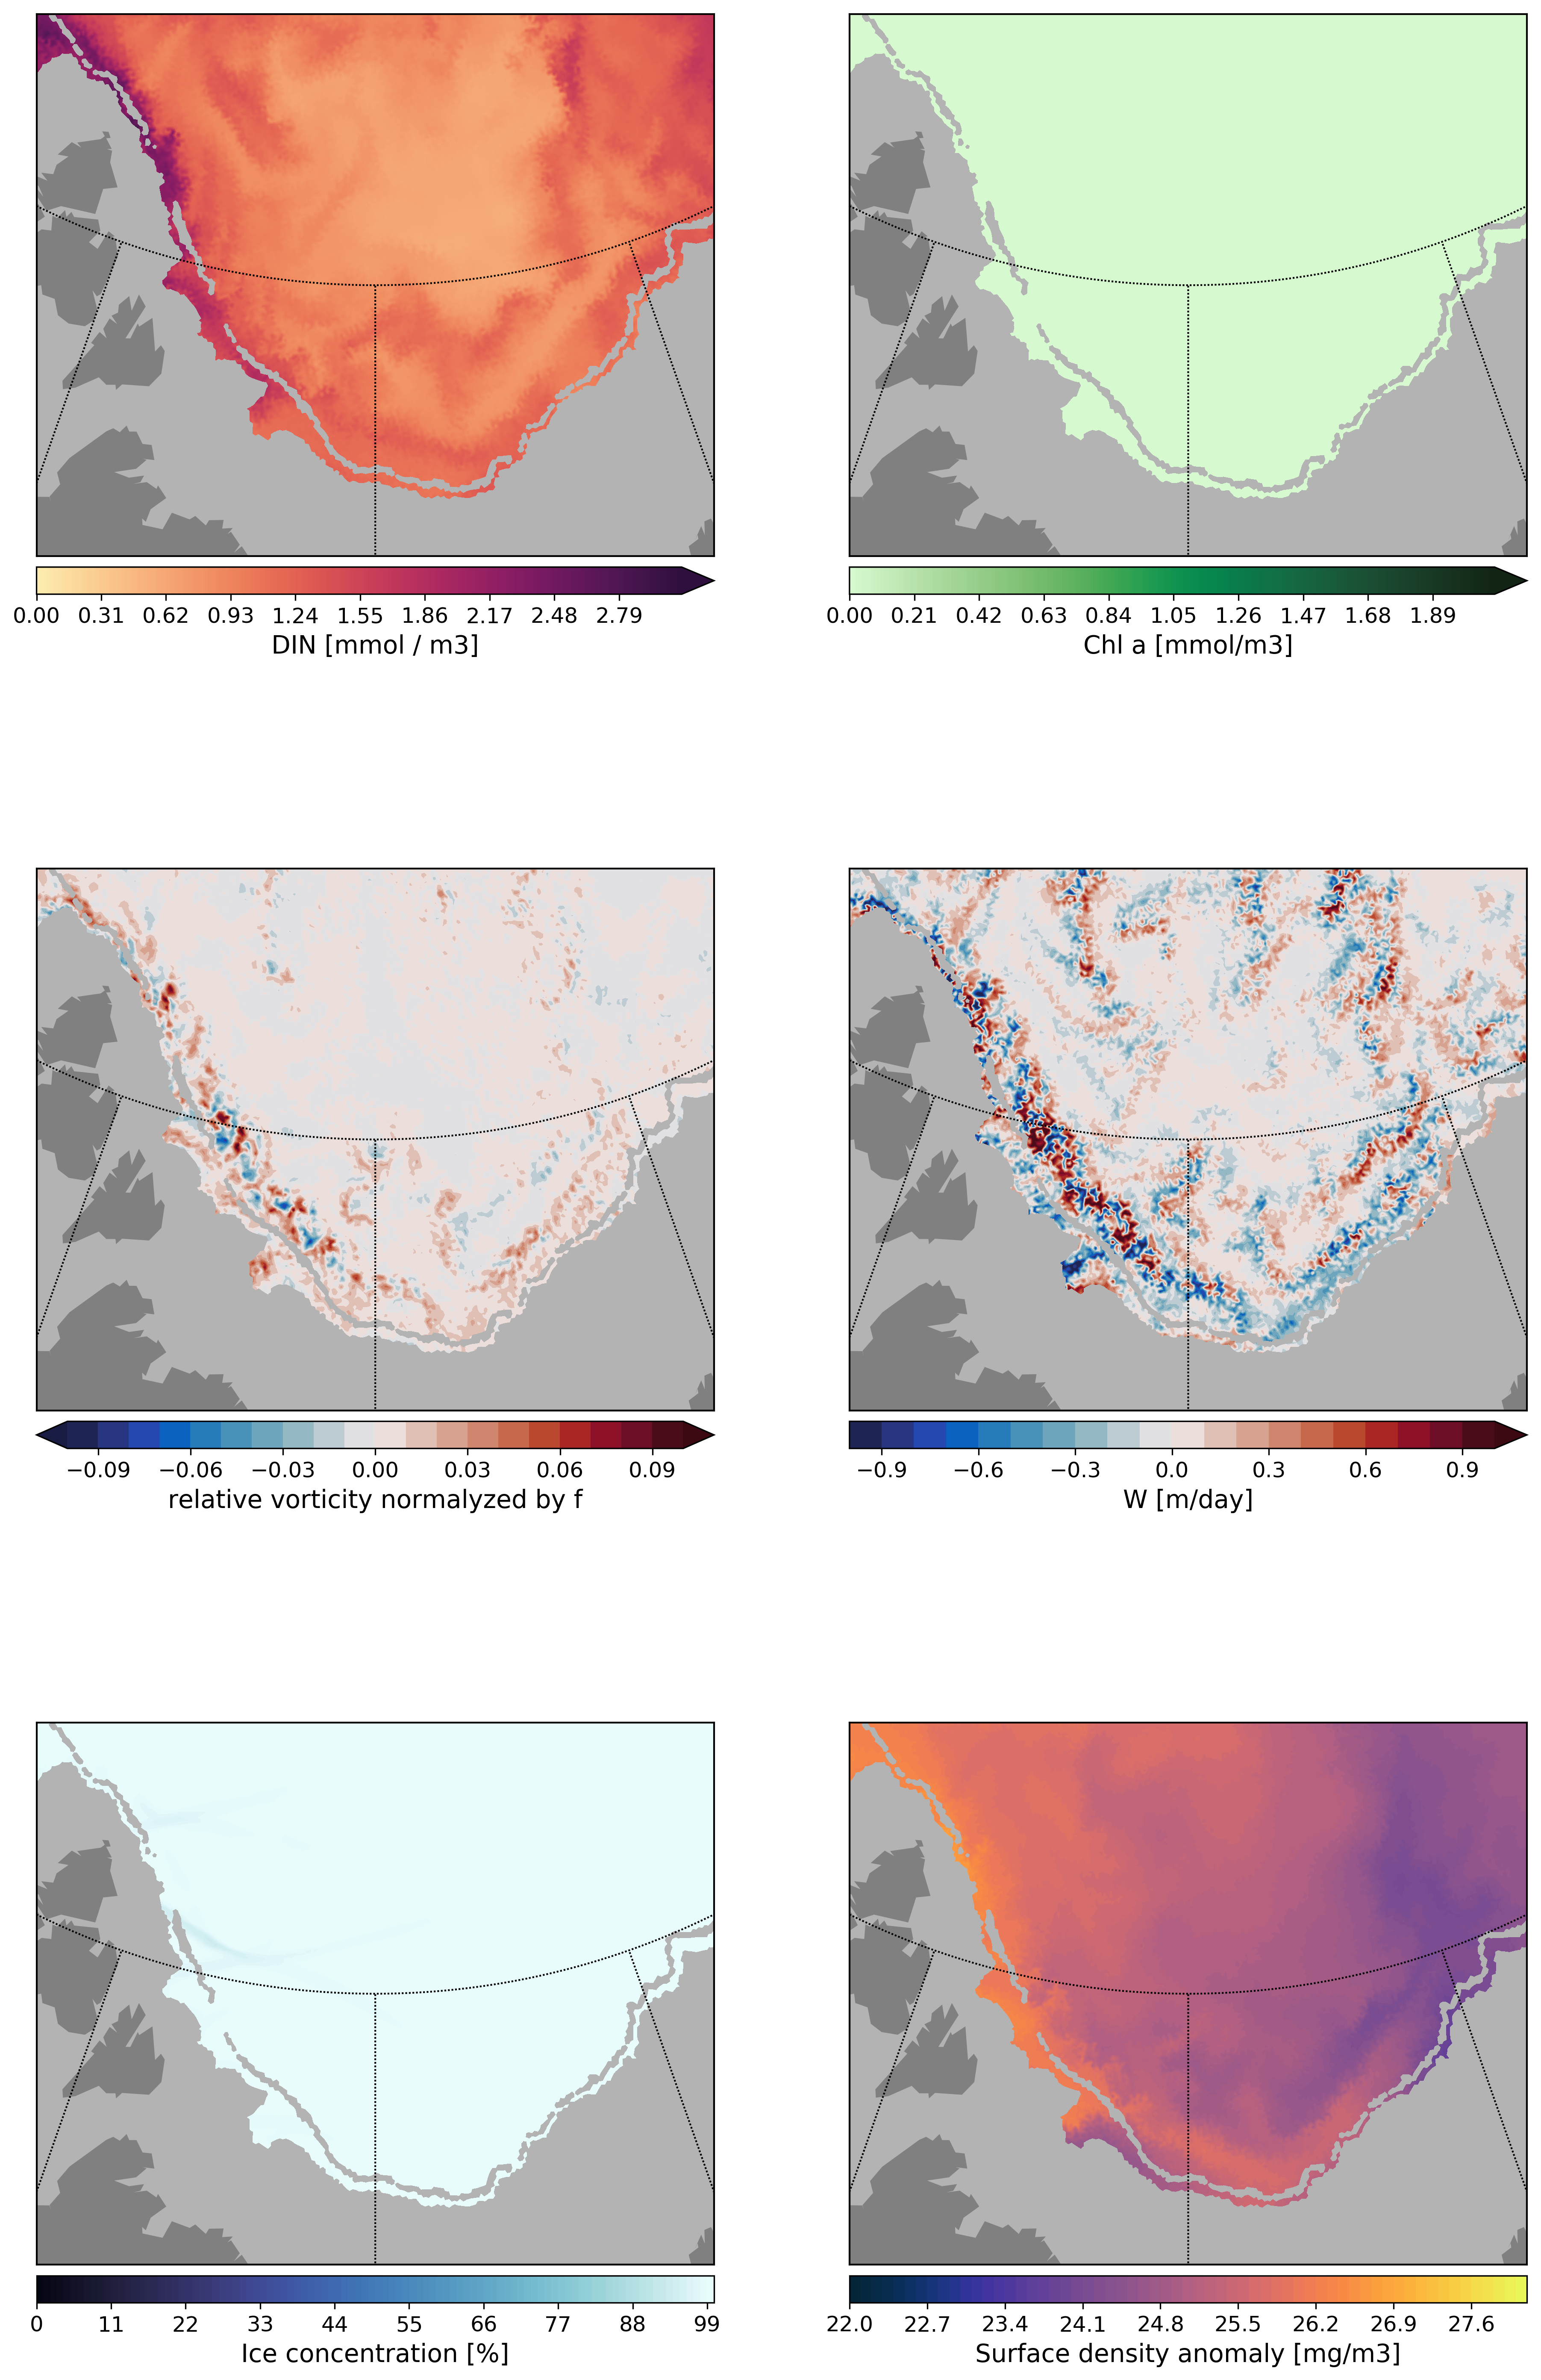 0.00 0.31 0.62 0.93 1.24 1.55 1.86 2.17 2.48 2.79
DIN [mmol / m3]
0.00 0.21 0.42 0.63 0.84 1.05 1.26 1.47 1.68 1.89
Chl a [mmol/m3]
−0.09 −0.06 −0.03 0.00 0.03 0.06 0.09
relative vorticity normalyzed by f
−0.9 −0.6 −0.3 0.0 0.3 0.6 0.9
W [m/day]
0 11 22 33 44 55 66 77 88 99
Ice concentration [%]
22.0 22.7 23.4 24.1 24.8 25.5 26.2 26.9 27.6
Surface density anomaly [mg/m3]